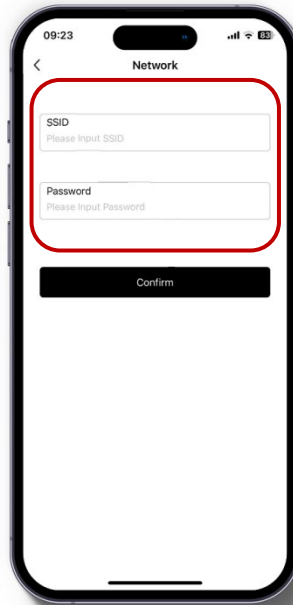 09:23
83
Network
SSID
Please Input SSID
Password
Please Input Password
Confirm